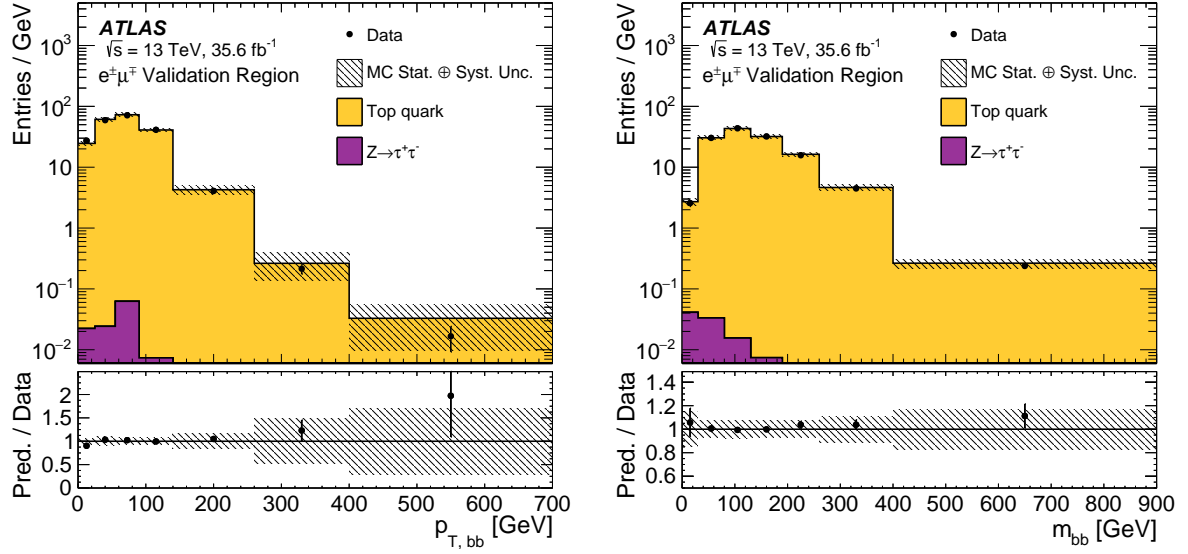 ATLAS
√s = 13 TeV, 35.6 fb⁻¹
e±μ∓ Validation Region
Data
MC Stat. ⊕ Syst. Unc.
Top quark
Z→τ⁺τ⁻
Entries / GeV
10³
10²
10
1
10⁻¹
10⁻²
Pred. / Data
2
1.5
1
0.5
0
0 100 200 300 400 500 600 700
p_T, bb [GeV]
ATLAS
√s = 13 TeV, 35.6 fb⁻¹
e±μ∓ Validation Region
Data
MC Stat. ⊕ Syst. Unc.
Top quark
Z→τ⁺τ⁻
Entries / GeV
10³
10²
10
1
10⁻¹
10⁻²
Pred. / Data
1.4
1.2
1
0.8
0.6
0 100 200 300 400 500 600 700 800 900
m_bb [GeV]